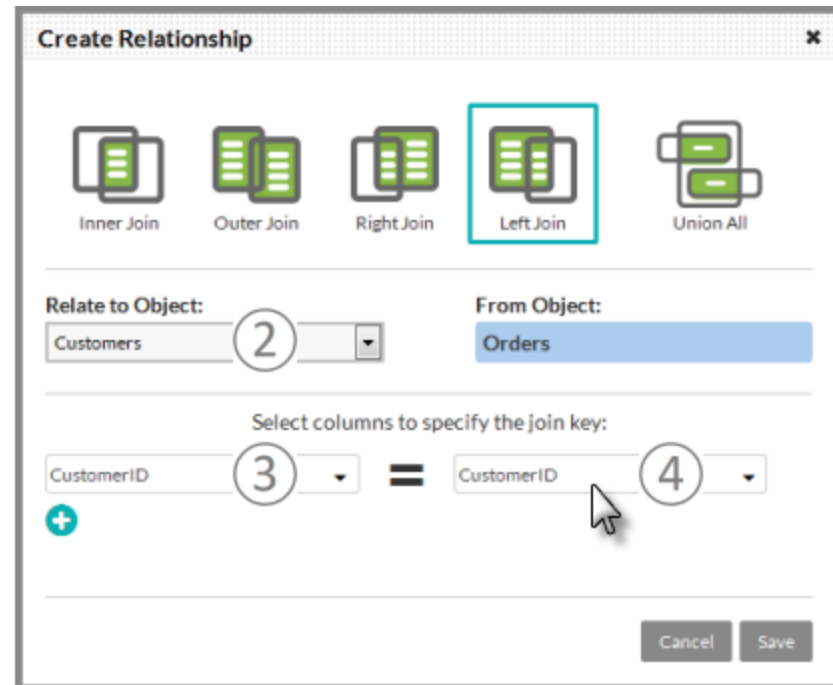 Create Relationship
Inner Join Outer Join Right Join Left Join Union All
Relate to Object: From Object:
Customers 2 Orders
Select columns to specify the join key:
CustomerID 3 = CustomerID 4
Cancel Save